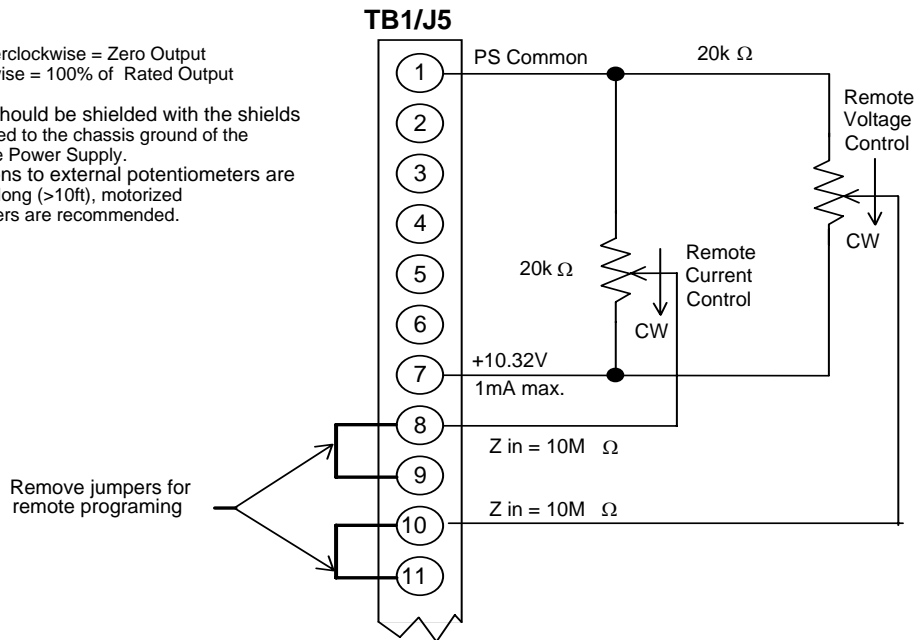 TB1/J5
erclockwise = Zero Output
ise = 100% of Rated Output
hould be shielded with the shields
ed to the chassis ground of the
e Power Supply.
ns to external potentiometers are
long (>10ft), motorized
ers are recommended.
1
2
3
4
5
6
7
8
9
10
11
PS Common
20k Ω
Remote
Voltage
Control
CW
20k Ω
Remote
Current
Control
CW
+10.32V
1mA max.
Z in = 10M Ω
Z in = 10M Ω
Remove jumpers for
remote programing